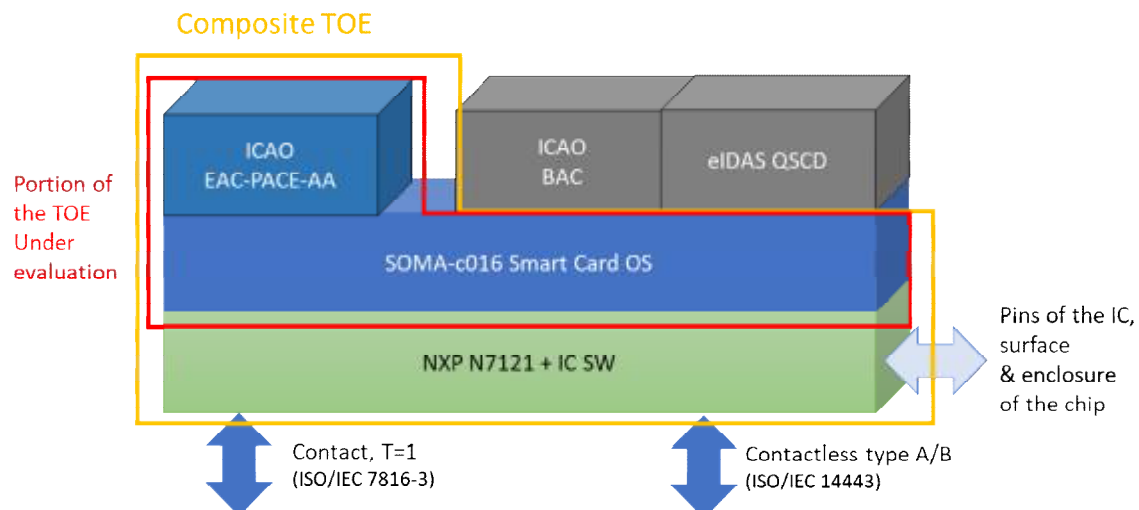 Composite TOE
ICAO
EAC-PACE-AA
ICAO
BAC
eIDAS QSCD
Portion of
the TOE
Under
evaluation
SOMA-c016 Smart Card OS
NXP N7121 + IC SW
Pins of the IC,
surface
& enclosure
of the chip
Contact, T=1
(ISO/IEC 7816-3)
Contactless type A/B
(ISO/IEC 14443)